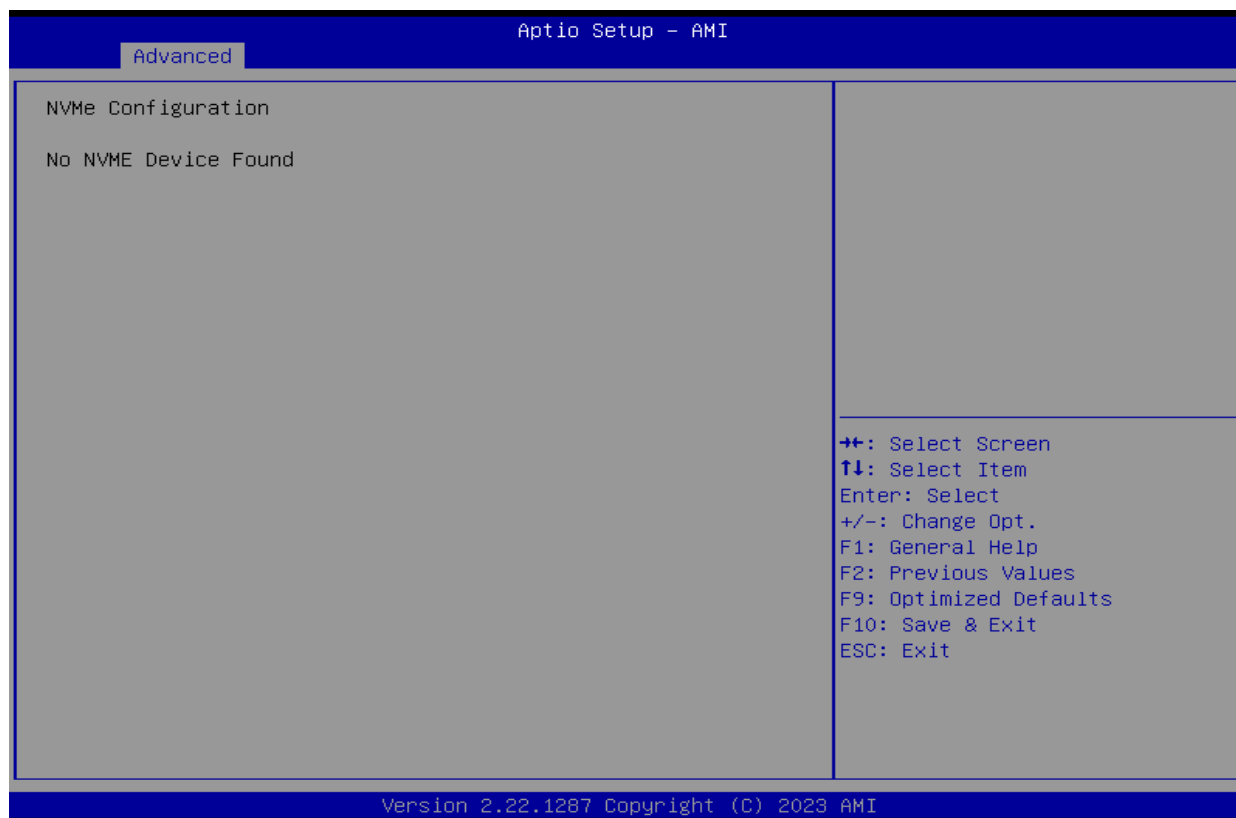 Aptio Setup – AMI
Advanced
NVMe Configuration
No NVME Device Found
→←: Select Screen
↑↓: Select Item
Enter: Select
+/-: Change Opt.
F1: General Help
F2: Previous Values
F9: Optimized Defaults
F10: Save & Exit
ESC: Exit
Version 2.22.1287 Copyright (C) 2023 AMI